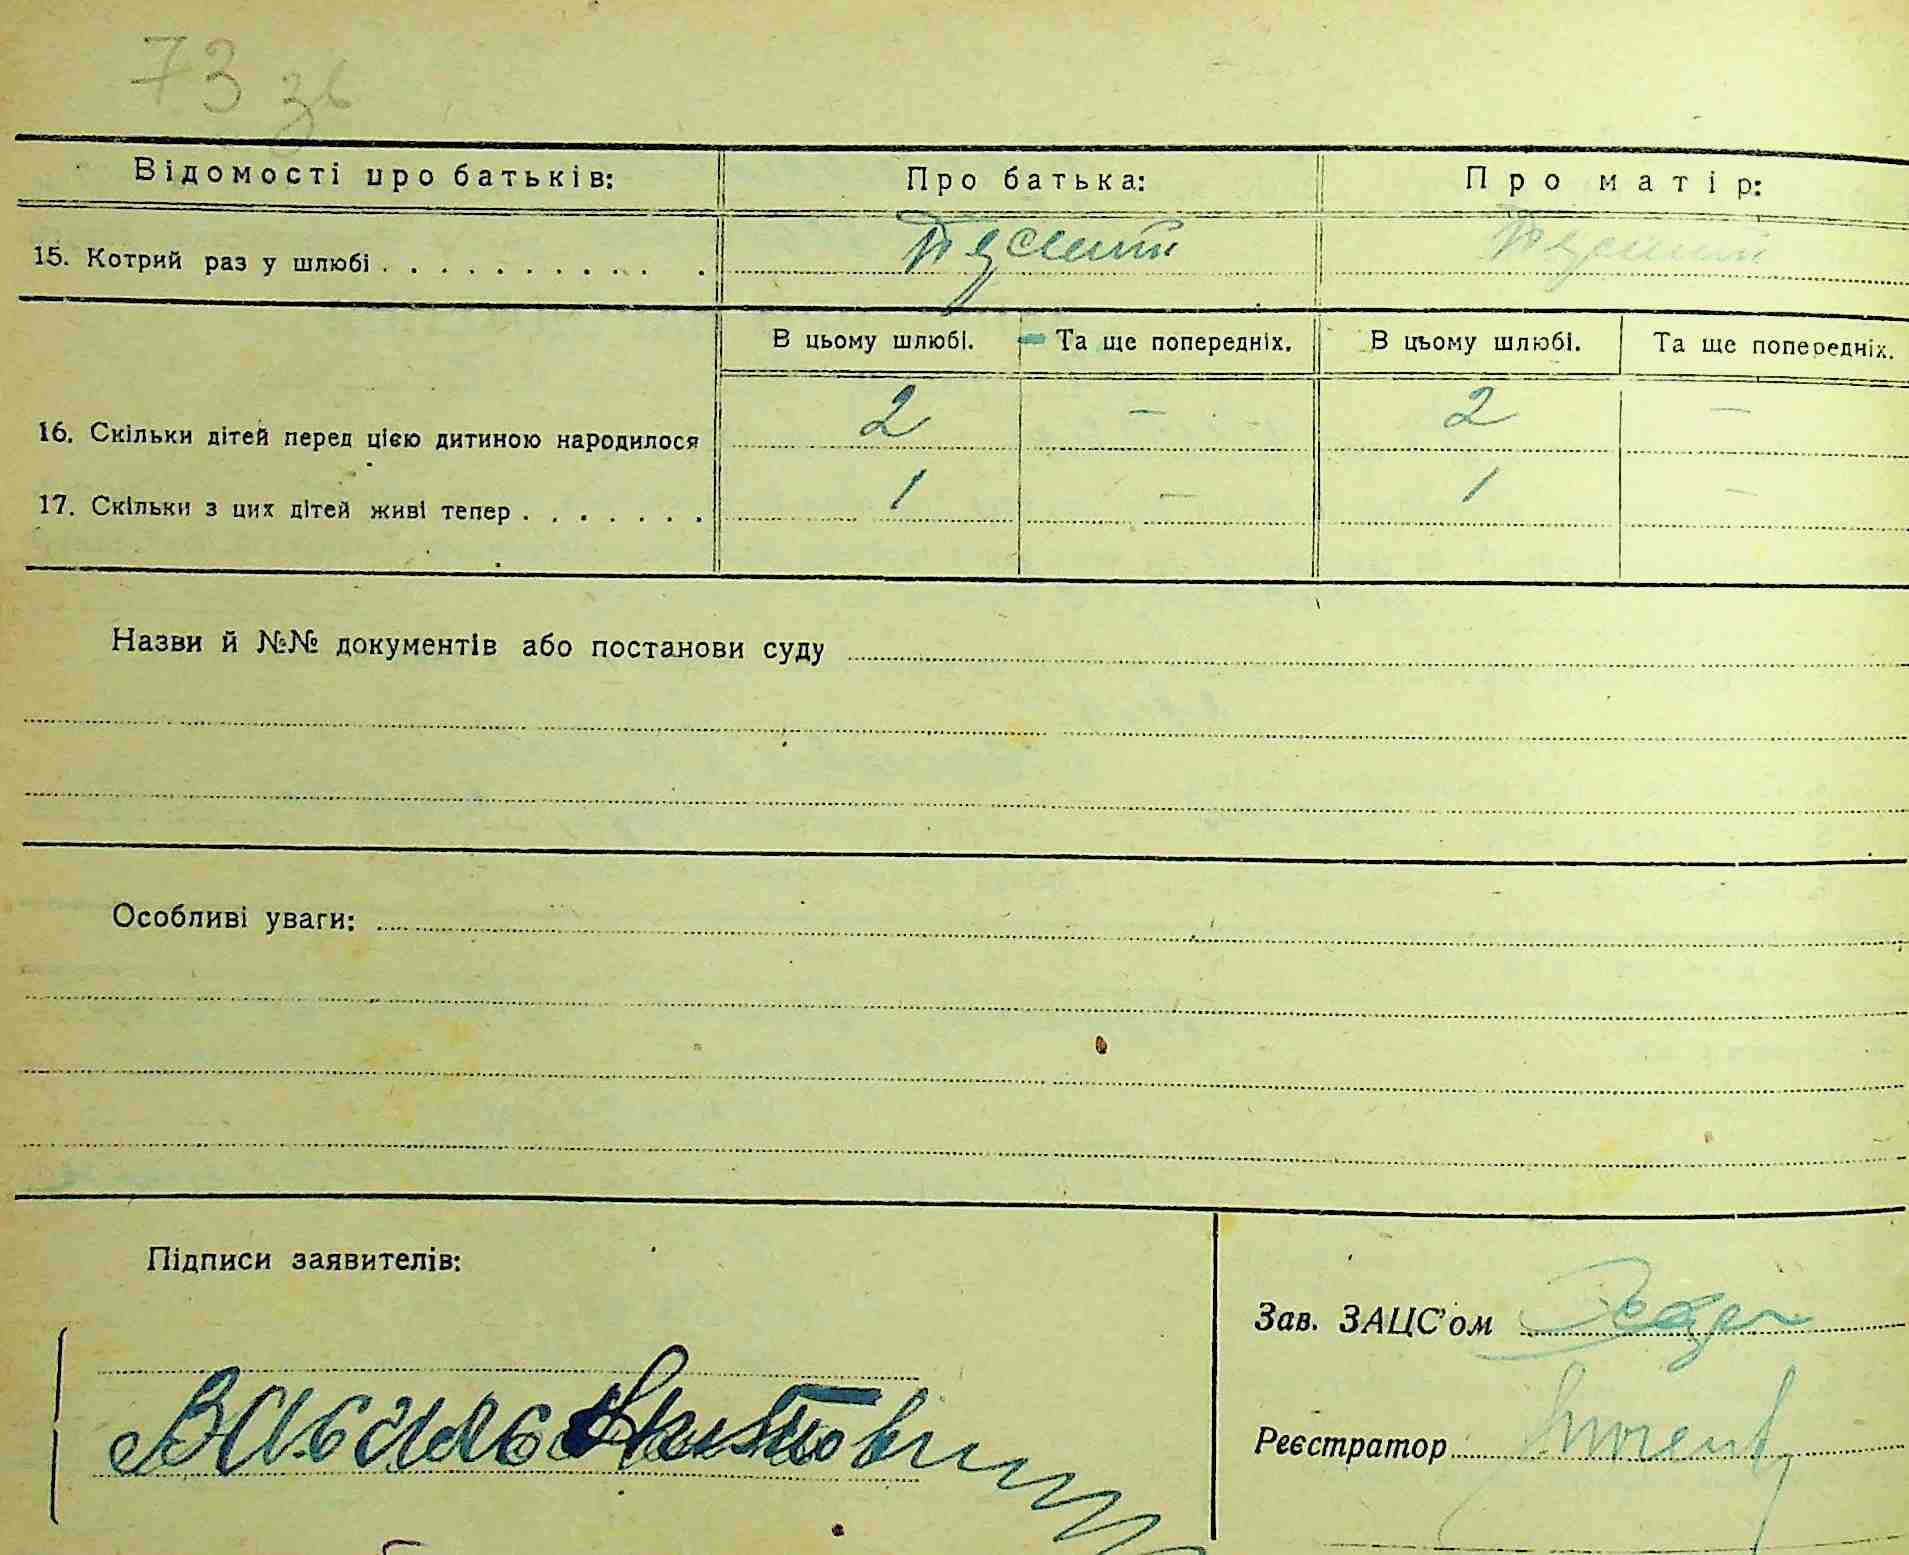 73 зв
Відомості про батьків: Про батька: Про матір:
15. Котрий раз у шлюбі
В цьому шлюбі. Та ще попередніх. В цьому шлюбі. Та ще попередніх.
16. Скільки дітей перед цією дитиною народилося 2 — 2 —
17. Скільки з цих дітей живі тепер 1 — 1 —
Назви й №№ документів або постанови суду
Особливі уваги:
Підписи заявителів:
Зав. ЗАЦС'ом
Реєстратор